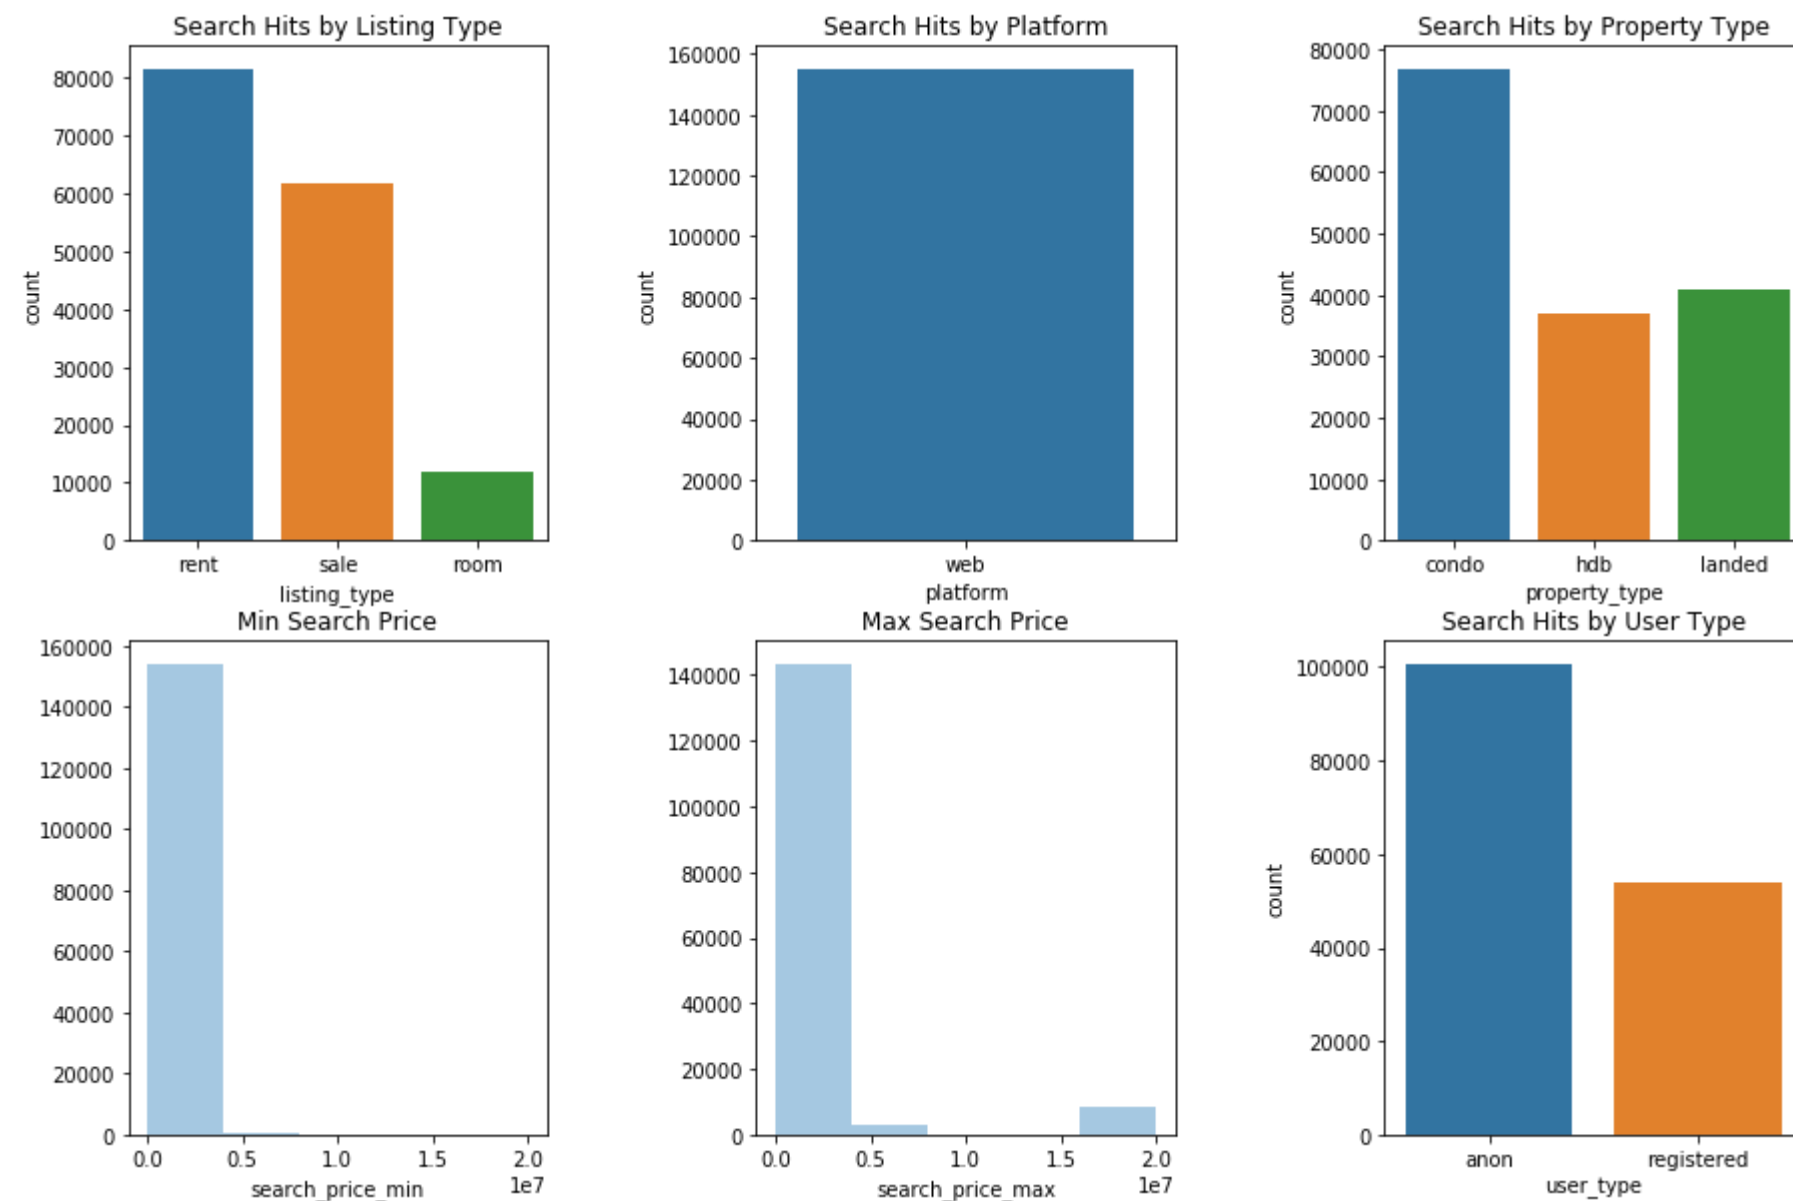 Search Hits by Listing Type
80000
70000
60000
50000
40000
30000
20000
10000
0
count
rent sale room
listing_type
Search Hits by Platform
160000
140000
120000
100000
80000
60000
40000
20000
0
count
web
platform
Search Hits by Property Type
80000
70000
60000
50000
40000
30000
20000
10000
0
count
condo hdb landed
property_type
Min Search Price
160000
140000
120000
100000
80000
60000
40000
20000
0
0.0 0.5 1.0 1.5 2.0
1e7
search_price_min
Max Search Price
140000
120000
100000
80000
60000
40000
20000
0
0.0 0.5 1.0 1.5 2.0
1e7
search_price_max
Search Hits by User Type
100000
80000
60000
40000
20000
0
count
anon registered
user_type